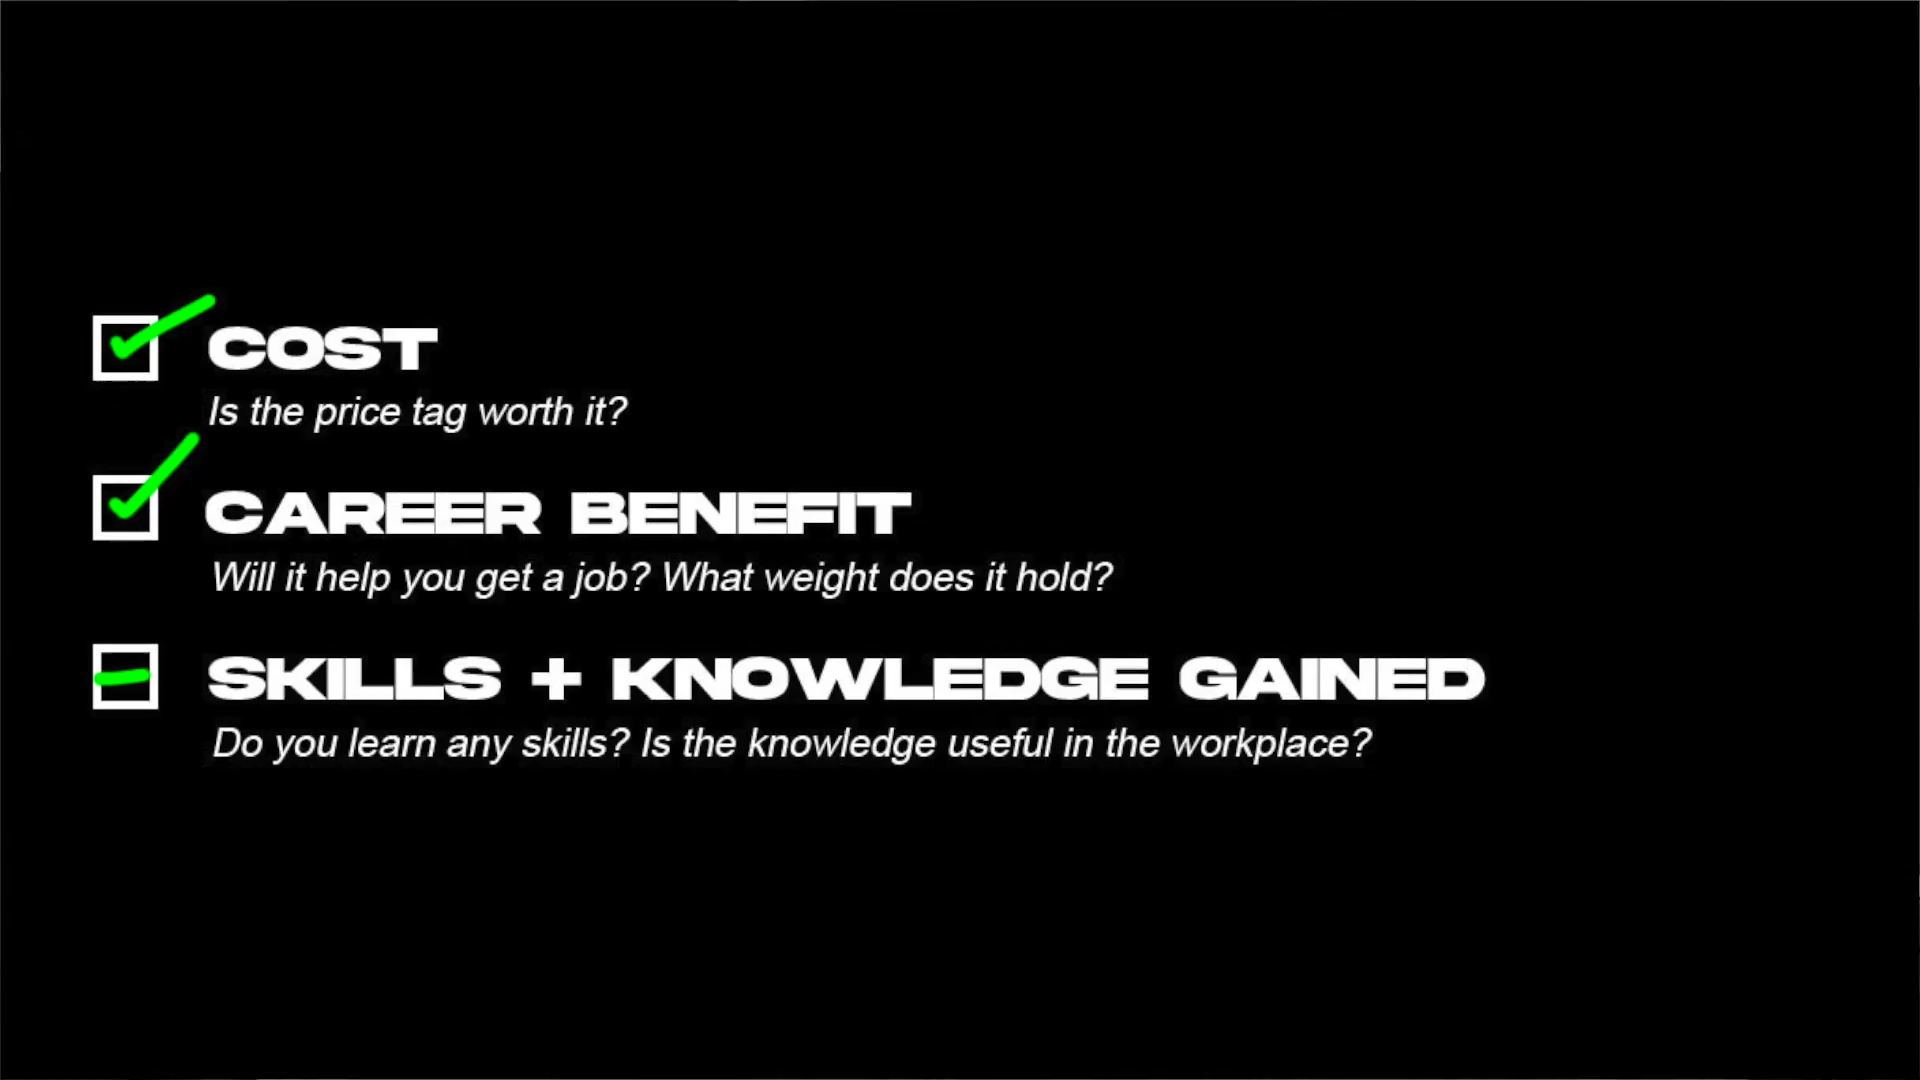 COST
Is the price tag worth it?
CAREER BENEFIT
Will it help you get a job? What weight does it hold?
SKILLS + KNOWLEDGE GAINED
Do you learn any skills? Is the knowledge useful in the workplace?